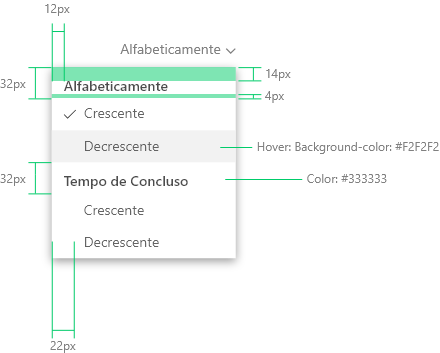 12px
Alfabeticamente
32px
14px
Alfabeticamente
4px
Crescente
Decrescente
Hover: Background-color: #F2F2F2
32px
Tempo de Concluso
Color: #333333
Crescente
Decrescente
22px